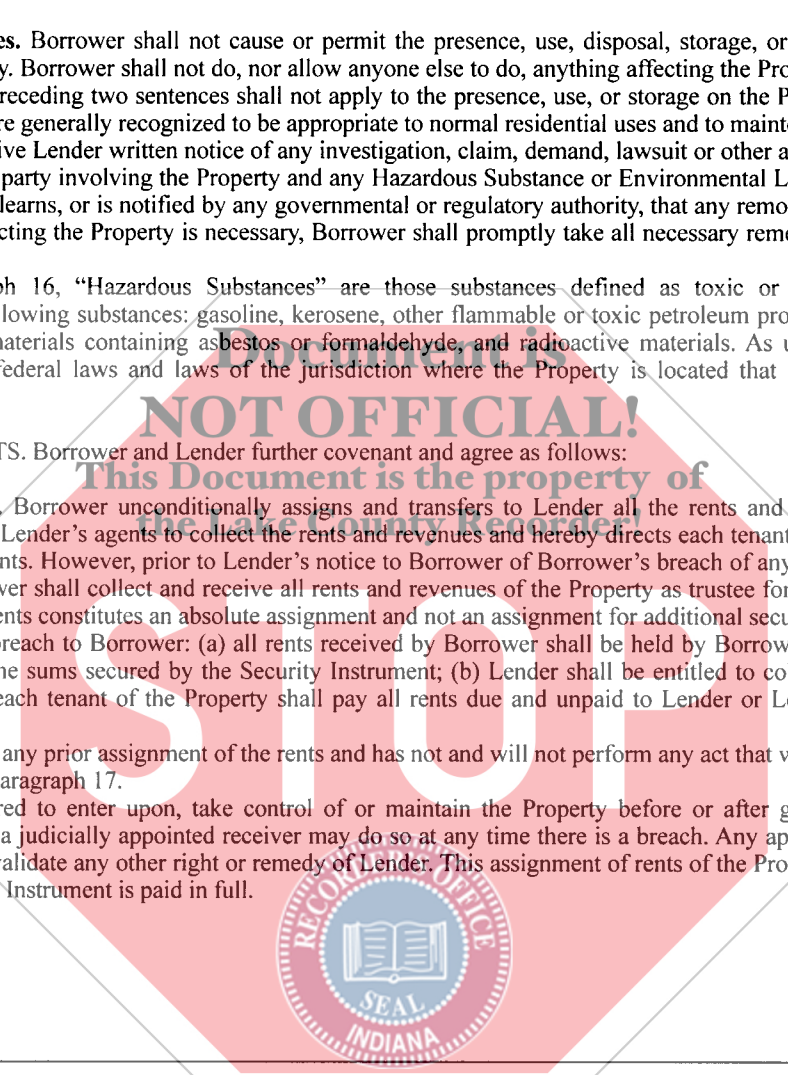 es. Borrower shall not cause or permit the presence, use, disposal, storage, or
y. Borrower shall not do, nor allow anyone else to do, anything affecting the Pro
receding two sentences shall not apply to the presence, use, or storage on the P
re generally recognized to be appropriate to normal residential uses and to maint
ive Lender written notice of any investigation, claim, demand, lawsuit or other a
party involving the Property and any Hazardous Substance or Environmental L
learns, or is notified by any governmental or regulatory authority, that any remo
cting the Property is necessary, Borrower shall promptly take all necessary reme
ph 16, “Hazardous Substances” are those substances defined as toxic or
llowing substances: gasoline, kerosene, other flammable or toxic petroleum pro
materials containing asbestos or formaldehyde, and radioactive materials. As u
federal laws and laws of the jurisdiction where the Property is located that
Document is
NOT OFFICIAL!
TS. Borrower and Lender further covenant and agree as follows:
This Document is the property of
. Borrower unconditionally assigns and transfers to Lender all the rents and
the Lake County Recorder!
Lender’s agents to collect the rents and revenues and hereby directs each tenant
nts. However, prior to Lender’s notice to Borrower of Borrower’s breach of any
wer shall collect and receive all rents and revenues of the Property as trustee for
ents constitutes an absolute assignment and not an assignment for additional secu
breach to Borrower: (a) all rents received by Borrower shall be held by Borrow
he sums secured by the Security Instrument; (b) Lender shall be entitled to co
each tenant of the Property shall pay all rents due and unpaid to Lender or L
STOP
any prior assignment of the rents and has not and will not perform any act that v
aragraph 17.
red to enter upon, take control of or maintain the Property before or after g
a judicially appointed receiver may do so at any time there is a breach. Any ap
validate any other right or remedy of Lender. This assignment of rents of the Pro
Instrument is paid in full.
RECORDER'S OFFICE
SEAL
INDIANA